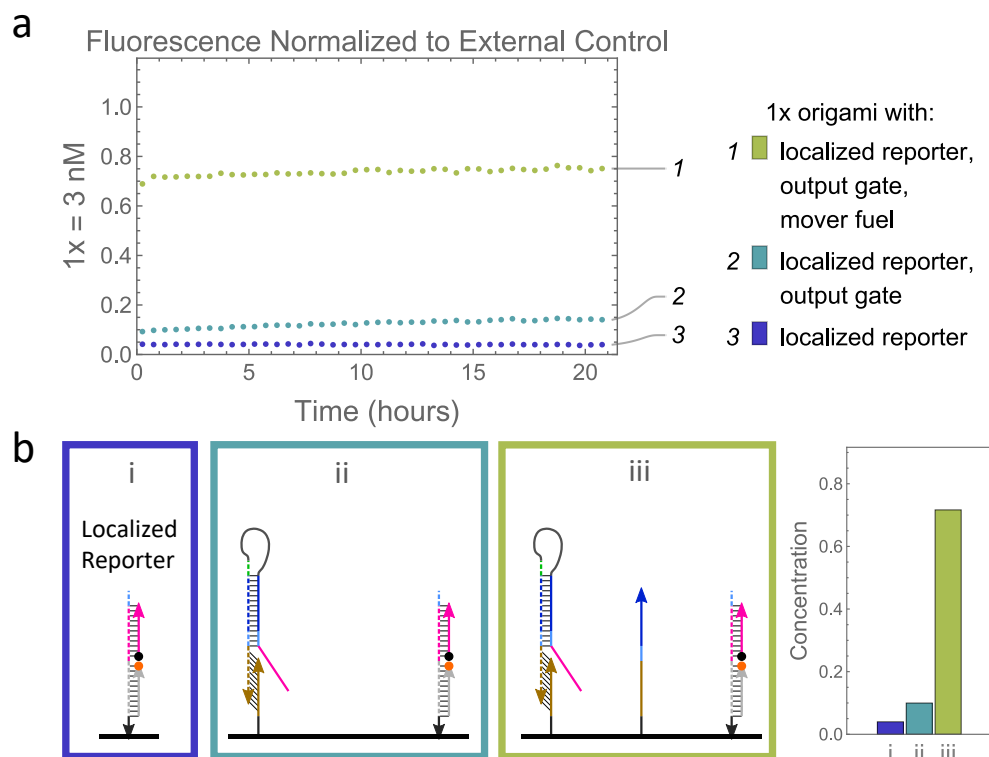 a
Fluorescence Normalized to External Control
1x = 3 nM
1.0
0.8
0.6
0.4
0.2
0.0
0
5
10
15
20
Time (hours)
1
2
3
1x origami with:
1 localized reporter,
output gate,
mover fuel
2 localized reporter,
output gate
3 localized reporter
b
i
Localized
Reporter
ii
iii
Concentration
0.8
0.6
0.4
0.2
0.0
i
ii
iii